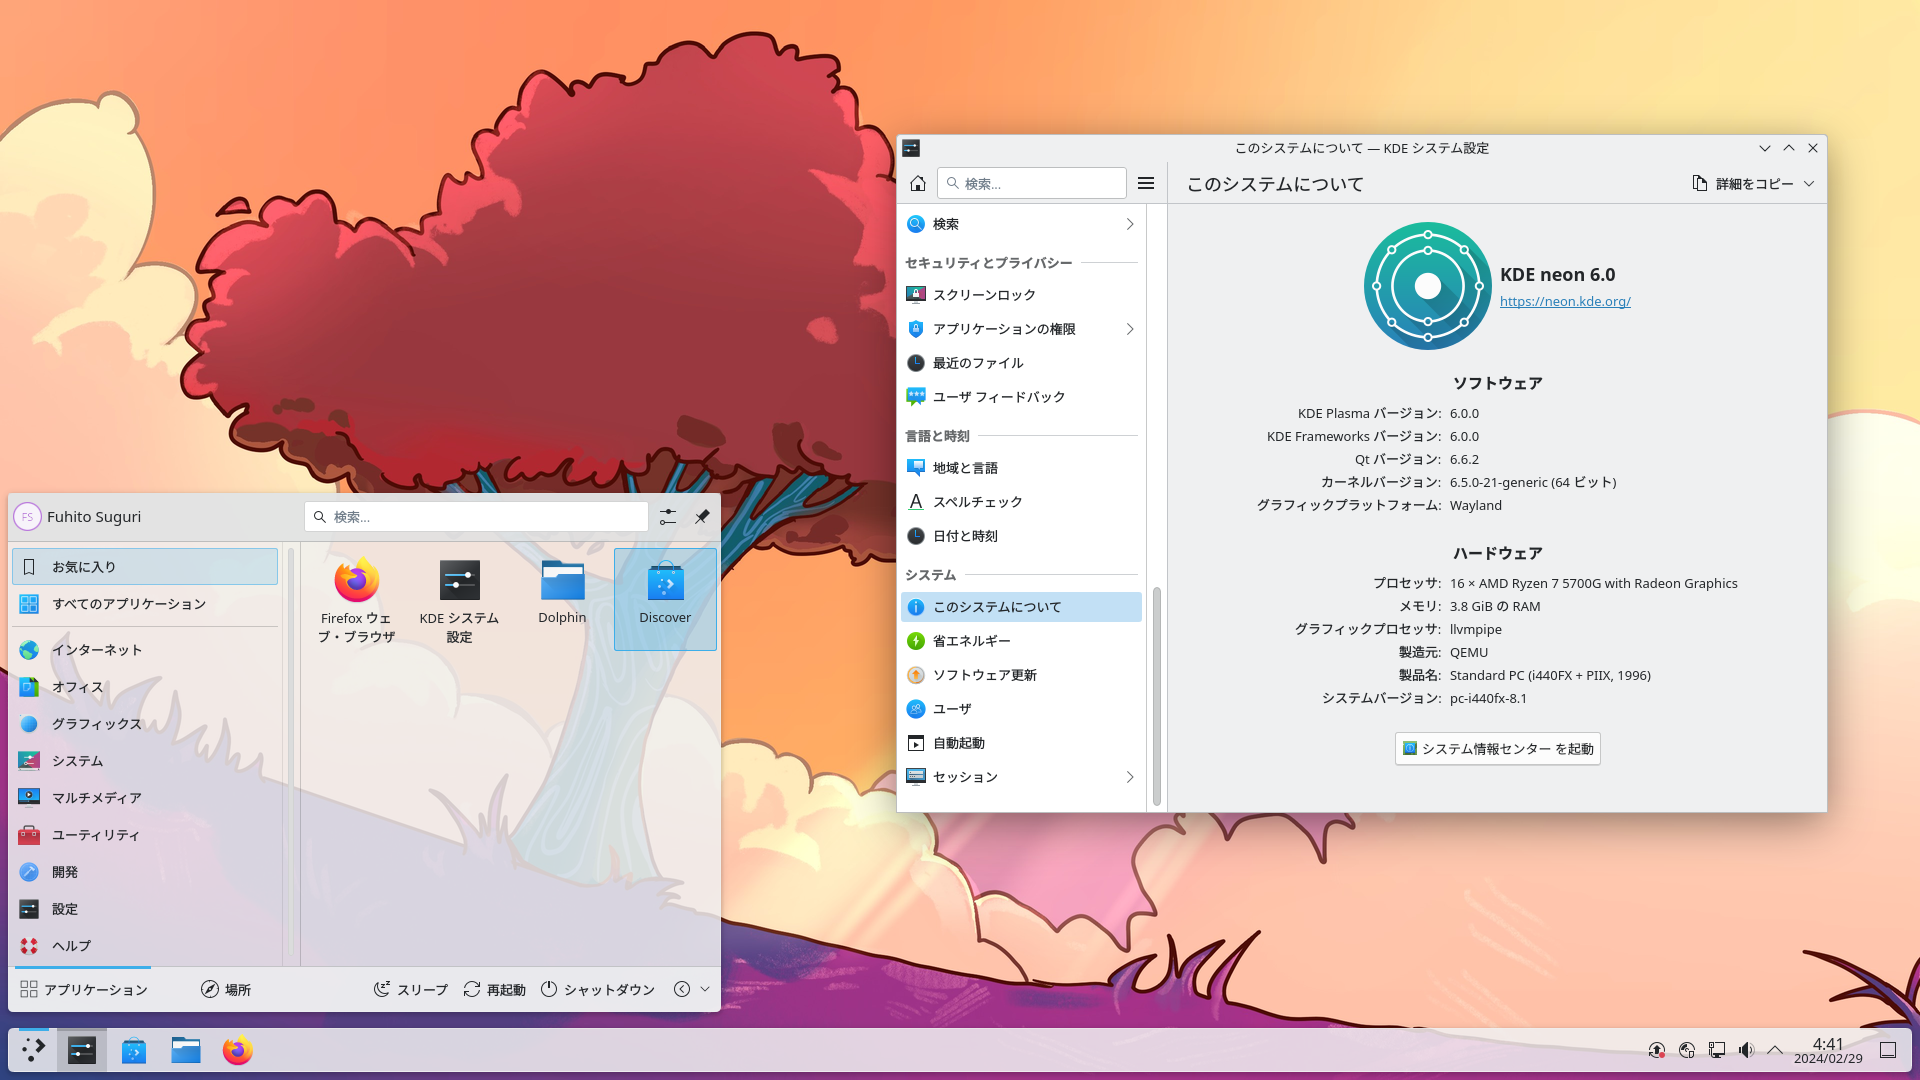 このシステムについて — KDE システム設定
検索...
このシステムについて
詳細をコピー
検索
セキュリティとプライバシー
スクリーンロック
アプリケーションの権限
最近のファイル
ユーザ フィードバック
言語と時刻
地域と言語
スペルチェック
日付と時刻
システム
このシステムについて
省エネルギー
ソフトウェア更新
ユーザ
自動起動
セッション
KDE neon 6.0
https://neon.kde.org/
ソフトウェア
KDE Plasma バージョン: 6.0.0
KDE Frameworks バージョン: 6.0.0
Qt バージョン: 6.6.2
カーネルバージョン: 6.5.0-21-generic (64 ビット)
グラフィックプラットフォーム: Wayland
ハードウェア
プロセッサ: 16 × AMD Ryzen 7 5700G with Radeon Graphics
メモリ: 3.8 GiB の RAM
グラフィックプロセッサ: llvmpipe
製造元: QEMU
製品名: Standard PC (i440FX + PIIX, 1996)
システムバージョン: pc-i440fx-8.1
システム情報センター を起動
FS
Fuhito Suguri
検索...
お気に入り
すべてのアプリケーション
インターネット
オフィス
グラフィックス
システム
マルチメディア
ユーティリティ
開発
設定
ヘルプ
Firefox ウェ
ブ・ブラウザ
KDE システム
設定
Dolphin
Discover
アプリケーション
場所
スリープ
再起動
シャットダウン
4:41
2024/02/29